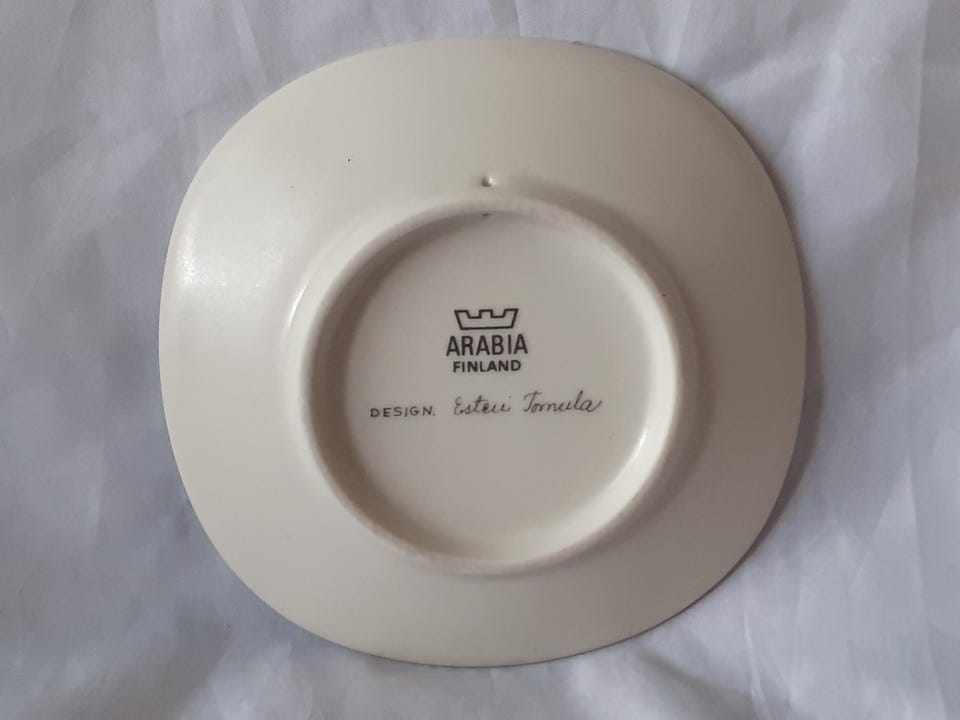 ARABIA
FINLAND
DESIGN. Esteri Tomula